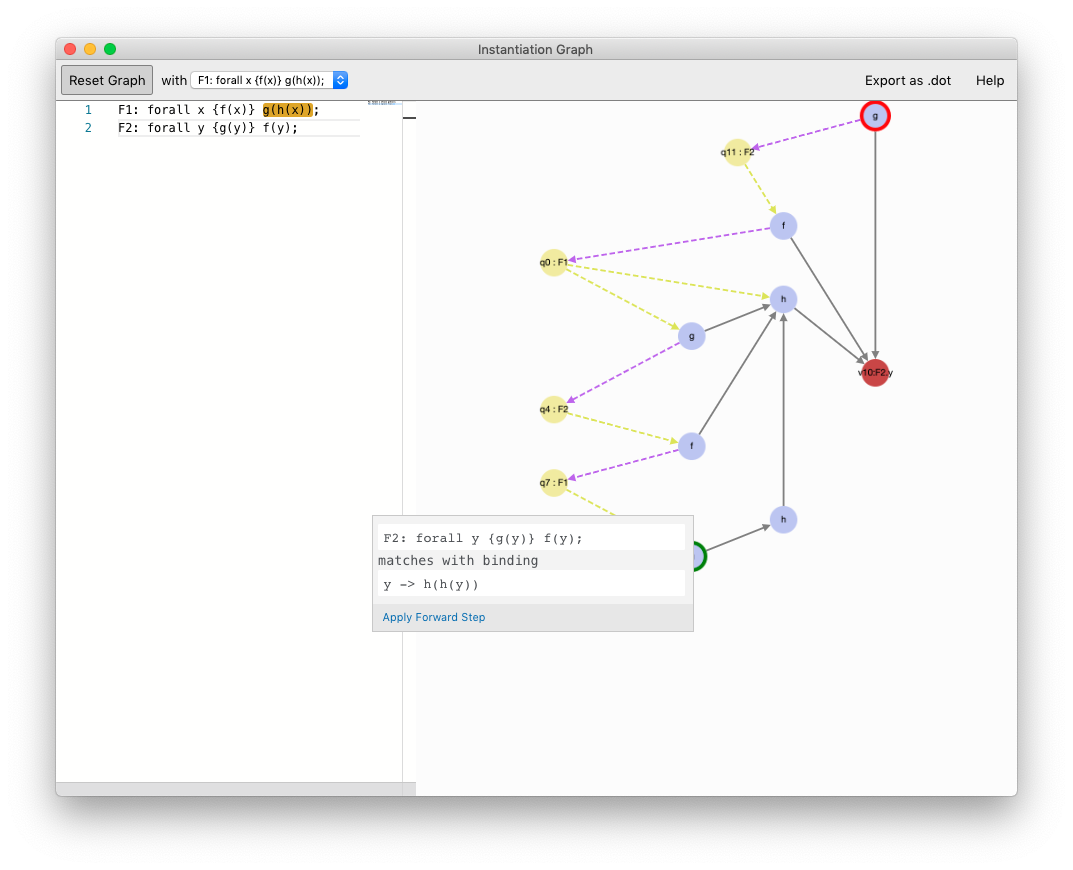 Instantiation Graph
Reset Graph with F1: forall x {f(x)} g(h(x)); Export as .dot Help
1 F1: forall x {f(x)} g(h(x));
2 F2: forall y {g(y)} f(y);
g
q11 : F2
f
q0 : F1
h
g
v10:F2.y
q4 : F2
f
q7 : F1
h
F2: forall y {g(y)} f(y);
matches with binding
y -> h(h(y))
Apply Forward Step